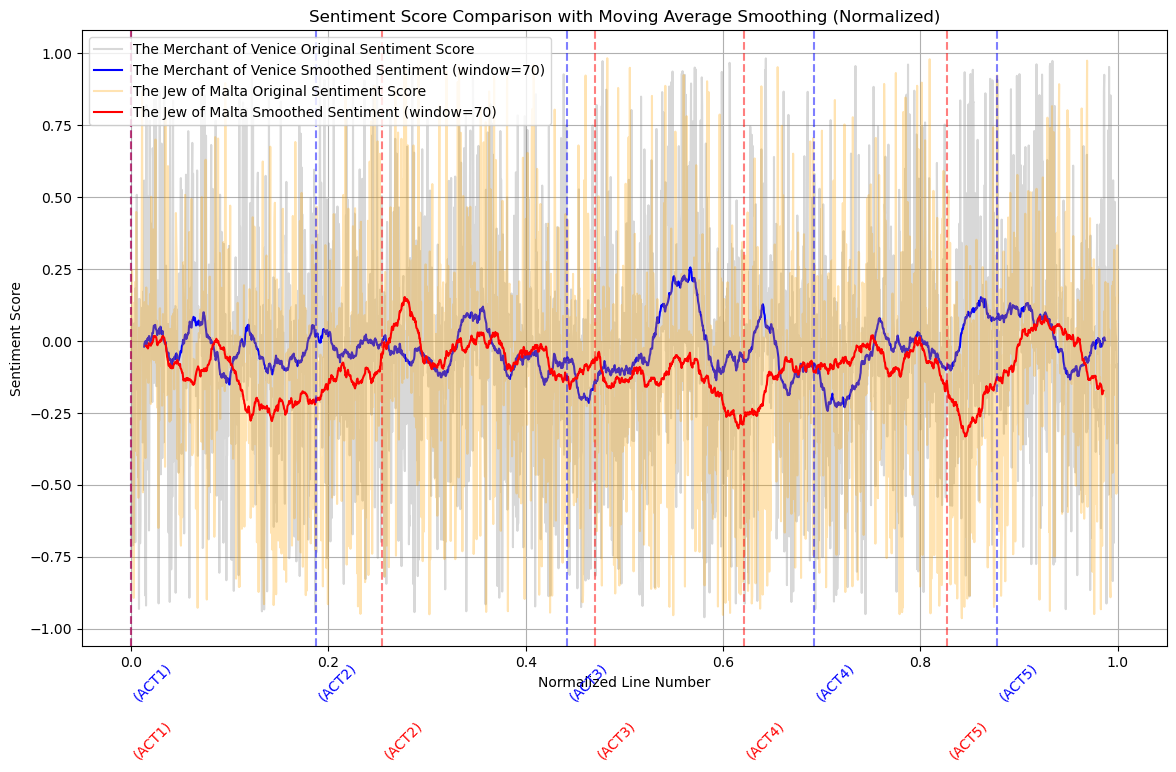 Sentiment Score Comparison with Moving Average Smoothing (Normalized)
The Merchant of Venice Original Sentiment Score
The Merchant of Venice Smoothed Sentiment (window=70)
The Jew of Malta Original Sentiment Score
The Jew of Malta Smoothed Sentiment (window=70)
Sentiment Score
1.00
0.75
0.50
0.25
0.00
−0.25
−0.50
−0.75
−1.00
0.0 0.2 0.4 0.6 0.8 1.0
Normalized Line Number
(ACT1) (ACT2) (ACT3) (ACT4) (ACT5)
(ACT1) (ACT2) (ACT3) (ACT4) (ACT5)